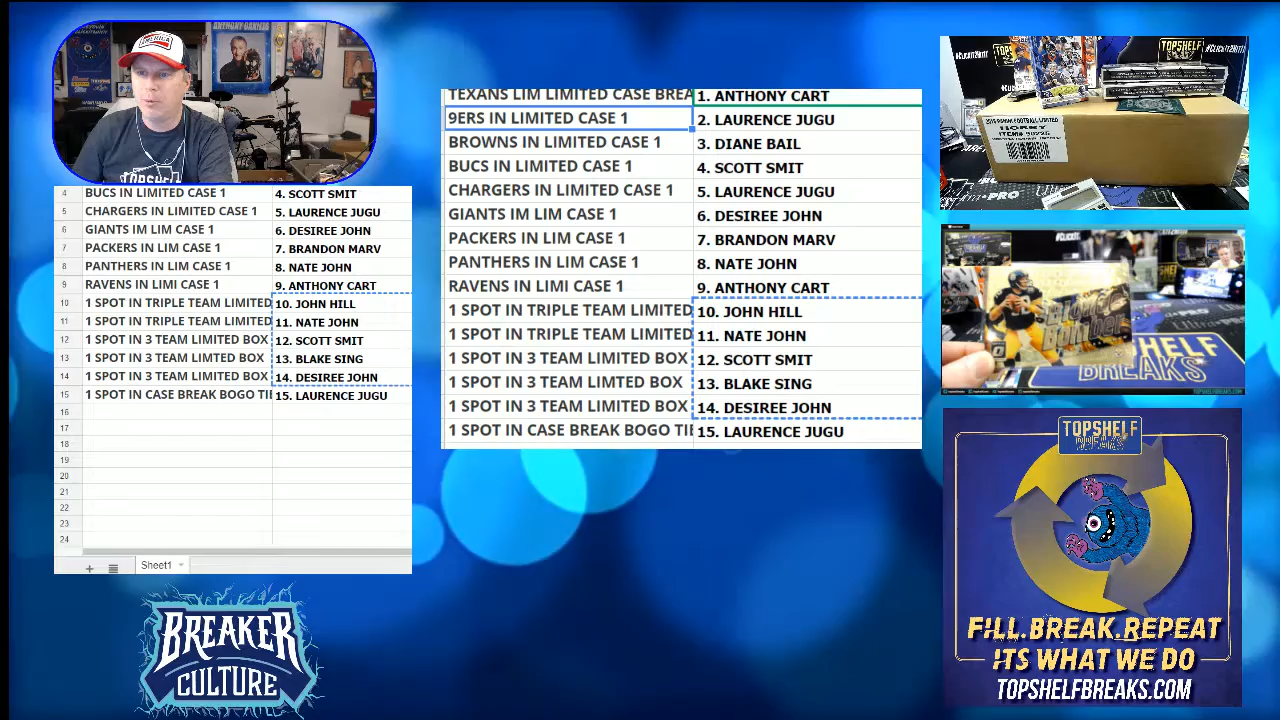 ANTHONY DANIELS
AMERICA
TOPSHELF
4 BUCS IN LIMITED CASE 1 4. SCOTT SMIT
5 CHARGERS IN LIMITED CASE 1 5. LAURENCE JUGU
6 GIANTS IM LIM CASE 1 6. DESIREE JOHN
7 PACKERS IN LIM CASE 1 7. BRANDON MARV
8 PANTHERS IN LIM CASE 1 8. NATE JOHN
9 RAVENS IN LIMI CASE 1 9. ANTHONY CART
10 1 SPOT IN TRIPLE TEAM LIMITED 10. JOHN HILL
11 1 SPOT IN TRIPLE TEAM LIMITED 11. NATE JOHN
12 1 SPOT IN 3 TEAM LIMITED BOX 12. SCOTT SMIT
13 1 SPOT IN 3 TEAM LIMTED BOX 13. BLAKE SING
14 1 SPOT IN 3 TEAM LIMITED BOX 14. DESIREE JOHN
15 1 SPOT IN CASE BREAK BOGO TIE 15. LAURENCE JUGU
16
17
18
19
20
21
22
23
24
Sheet1
BREAKER
CULTURE
TEXANS LIM LIMITED CASE BREA 1. ANTHONY CART
9ERS IN LIMITED CASE 1 2. LAURENCE JUGU
BROWNS IN LIMITED CASE 1 3. DIANE BAIL
BUCS IN LIMITED CASE 1 4. SCOTT SMIT
CHARGERS IN LIMITED CASE 1 5. LAURENCE JUGU
GIANTS IM LIM CASE 1 6. DESIREE JOHN
PACKERS IN LIM CASE 1 7. BRANDON MARV
PANTHERS IN LIM CASE 1 8. NATE JOHN
RAVENS IN LIMI CASE 1 9. ANTHONY CART
1 SPOT IN TRIPLE TEAM LIMITED 10. JOHN HILL
1 SPOT IN TRIPLE TEAM LIMITED 11. NATE JOHN
1 SPOT IN 3 TEAM LIMITED BOX 12. SCOTT SMIT
1 SPOT IN 3 TEAM LIMTED BOX 13. BLAKE SING
1 SPOT IN 3 TEAM LIMITED BOX 14. DESIREE JOHN
1 SPOT IN CASE BREAK BOGO TIE 15. LAURENCE JUGU
TOPSHELF
SHELF
BREAKS
TOPSHELF
BREAKS
FILL.BREAK.REPEAT
ITS WHAT WE DO
TOPSHELFBREAKS.COM